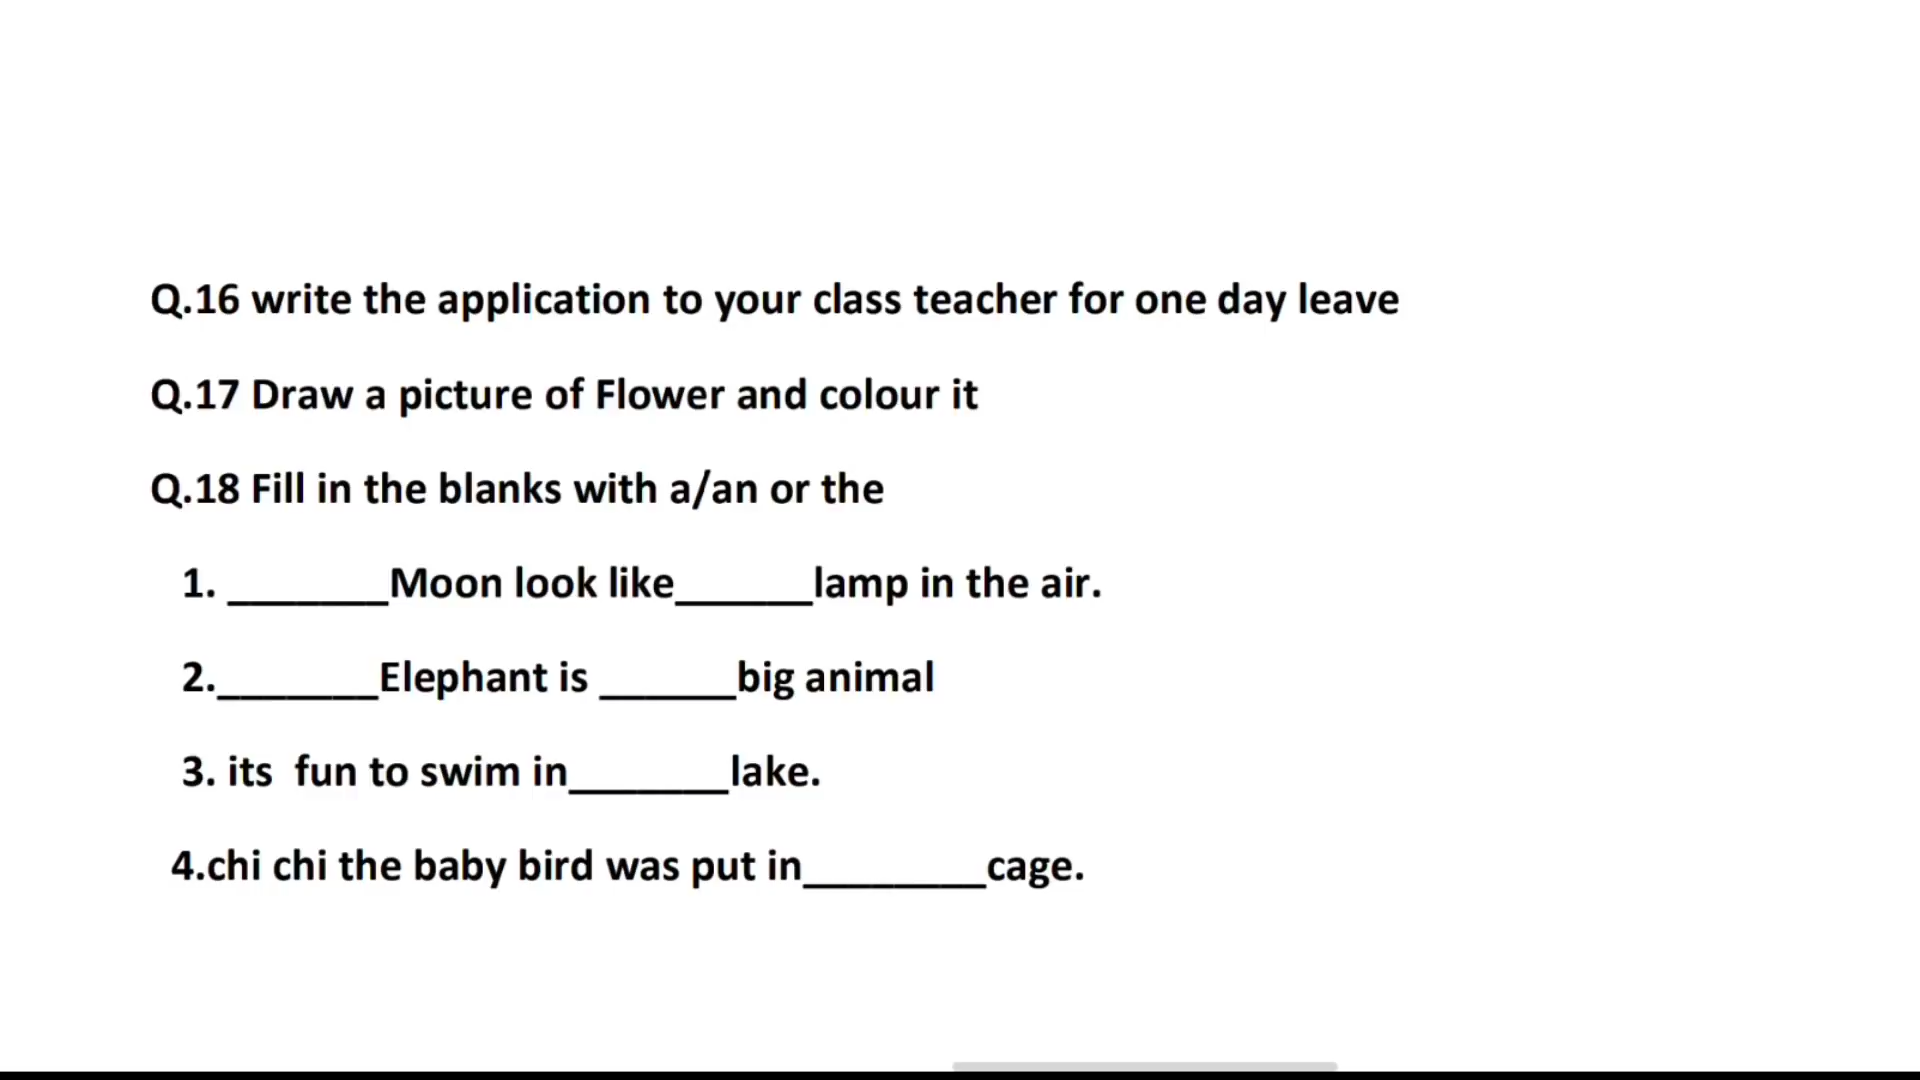 Q.16 write the application to your class teacher for one day leave
Q.17 Draw a picture of Flower and colour it
Q.18 Fill in the blanks with a/an or the
1. _______Moon look like______lamp in the air.
2._______Elephant is ______big animal
3. its  fun to swim in_______lake.
4.chi chi the baby bird was put in________cage.